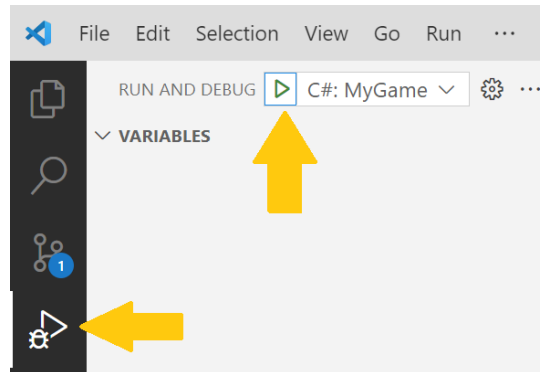 File Edit Selection View Go Run ...
RUN AND DEBUG C#: MyGame ...
VARIABLES
1